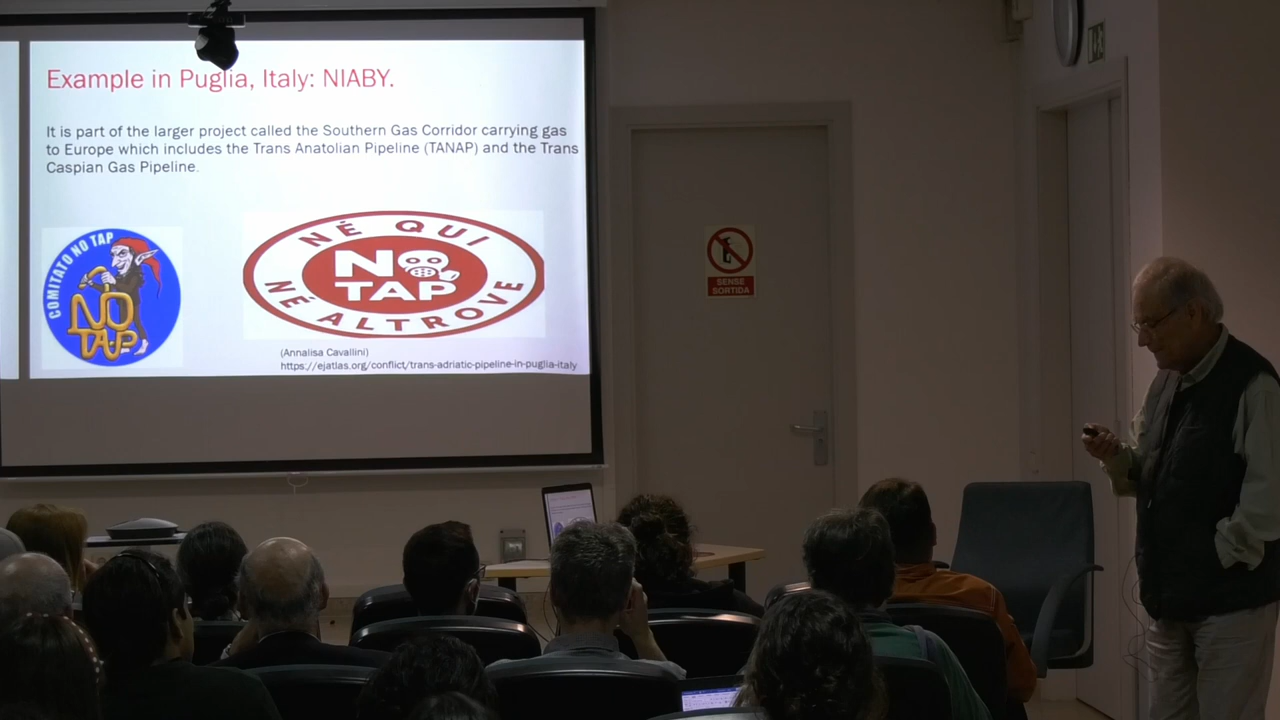 Example in Puglia, Italy: NIABY.
It is part of the larger project called the Southern Gas Corridor carrying gas
to Europe which includes the Trans Anatolian Pipeline (TANAP) and the Trans
Caspian Gas Pipeline.
COMITATO NO TAP
NO
TAP
NÈ QUI
NO
TAP
NÈ ALTROVE
(Annalisa Cavallini)
https://ejatlas.org/conflict/trans-adriatic-pipeline-in-puglia-italy
SENSE
SORTIDA